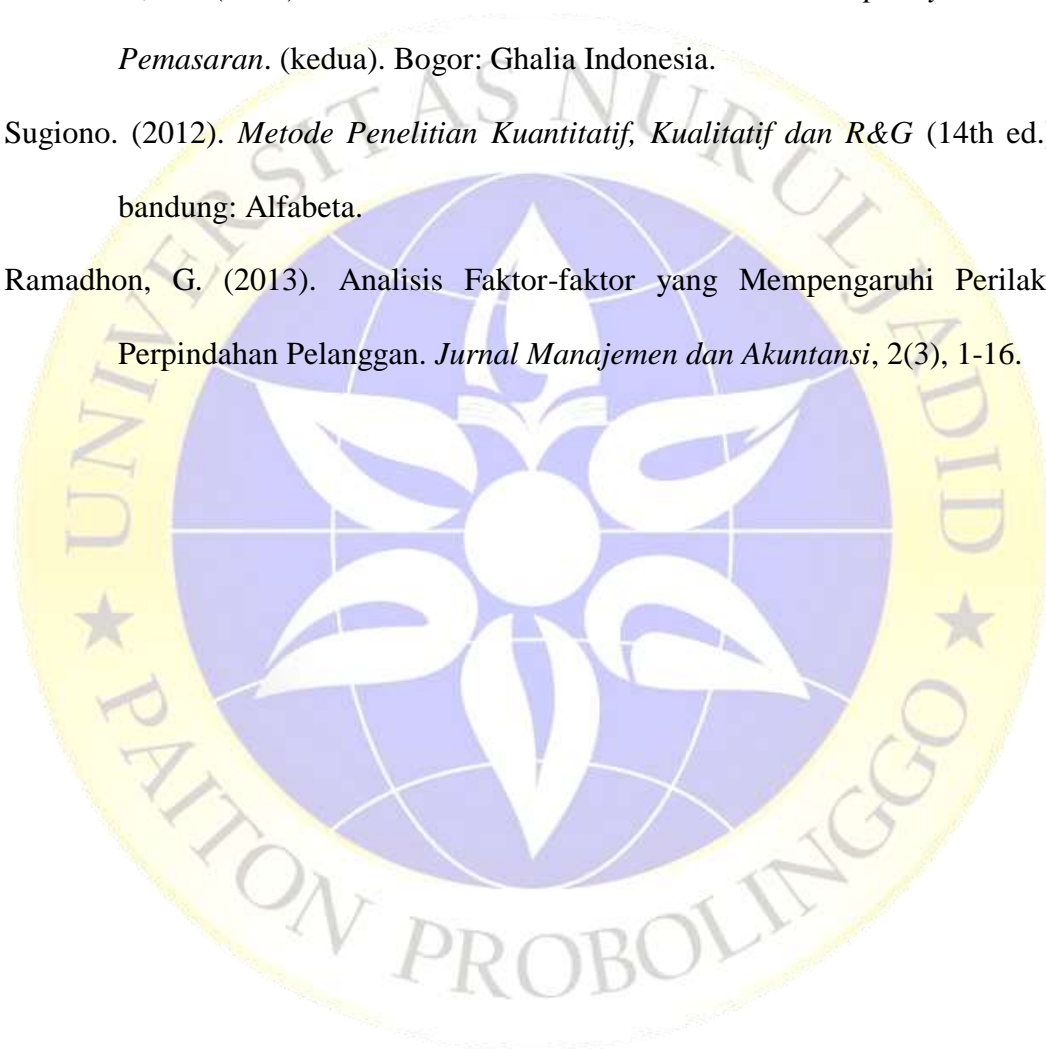 Pemasaran. (kedua). Bogor: Ghalia Indonesia.
Sugiono. (2012). Metode Penelitian Kuantitatif, Kualitatif dan R&G (14th ed.
bandung: Alfabeta.
Ramadhon, G. (2013). Analisis Faktor-faktor yang Mempengaruhi Perilak
Perpindahan Pelanggan. Jurnal Manajemen dan Akuntansi, 2(3), 1-16.
UNIVERSITAS NURUL JADID
PAITON PROBOLINGGO